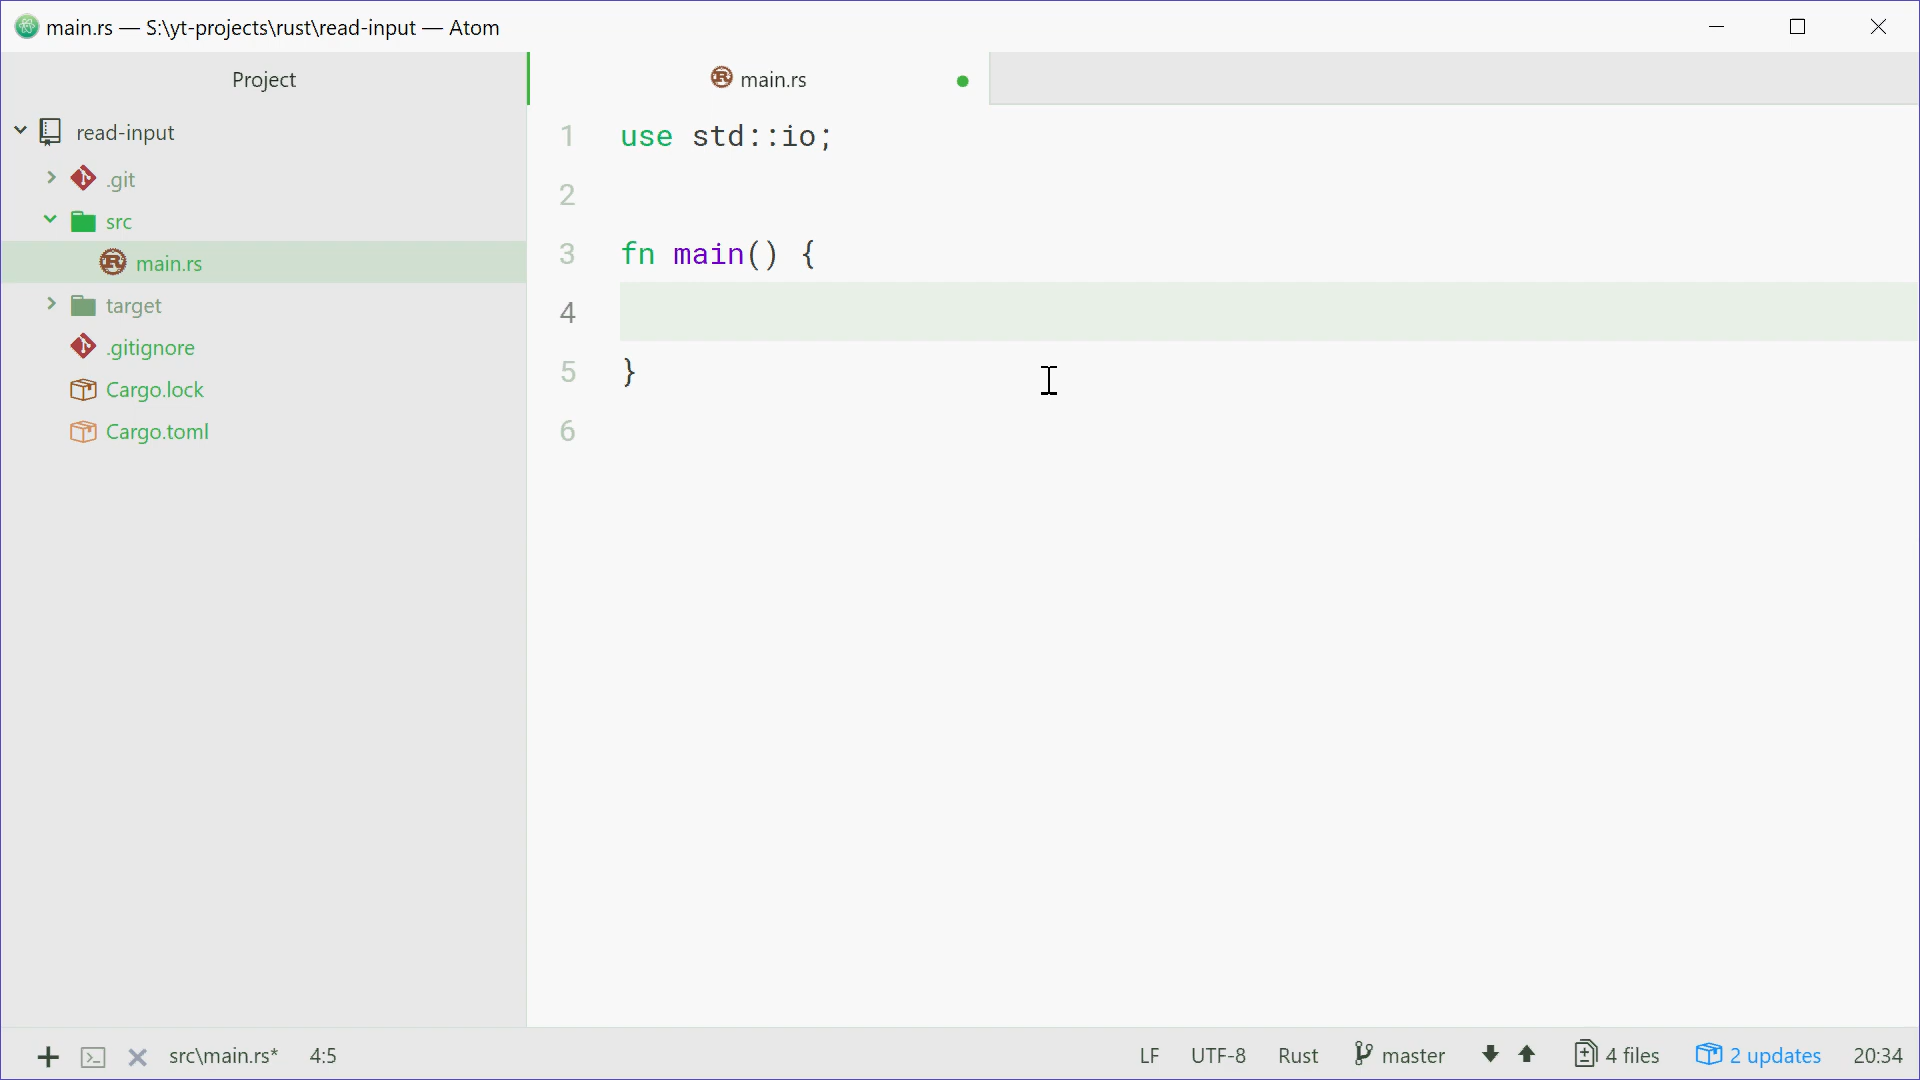 main.rs — S:\yt-projects\rust\read-input — Atom
Project
main.rs
read-input
.git
src
main.rs
target
.gitignore
Cargo.lock
Cargo.toml
1 use std::io;
2
3 fn main() {
4
5 }
6
src\main.rs* 4:5 LF UTF-8 Rust master 4 files 2 updates 20:34